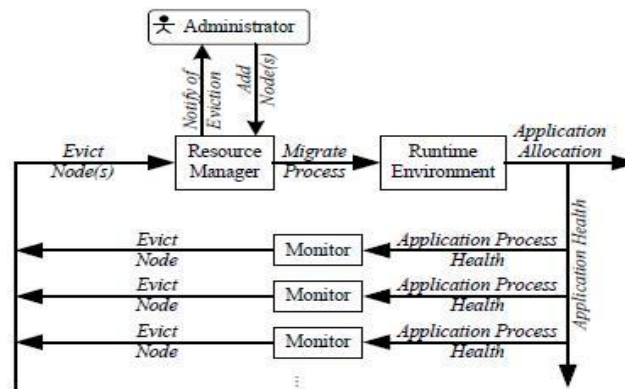 Administrator
Notify of
Eviction
Add
Node(s)
Evict
Node(s)
Resource
Manager
Migrate
Process
Runtime
Environment
Application
Allocation
Evict
Node
Monitor
Application Process
Health
Evict
Node
Monitor
Application Process
Health
Evict
Node
Monitor
Application Process
Health
Application Health
...